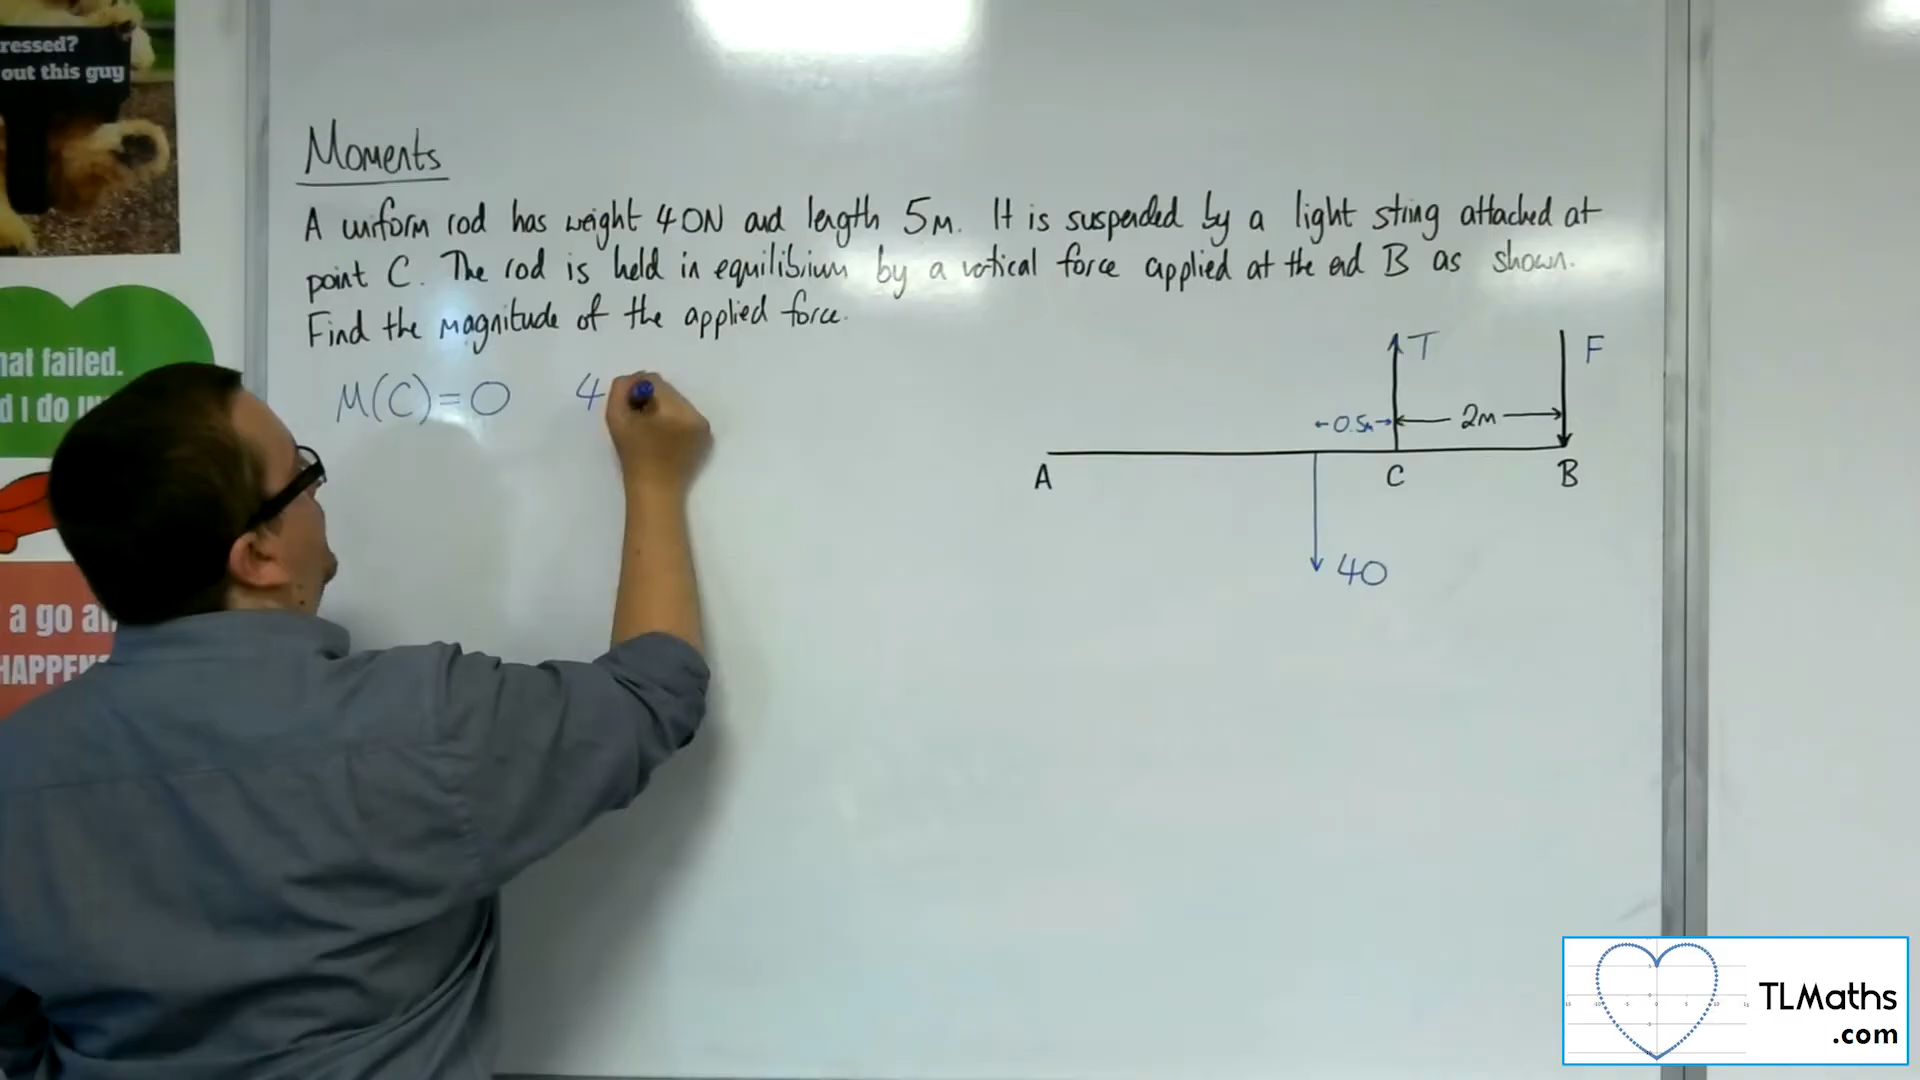 ressed?
out this guy
Moments
A uniform rod has weight 40N and length 5m. It is suspended by a light string attached at
point C. The rod is held in equilibrium by a vertical force applied at the end B as shown.
Find the magnitude of the applied force.
hat failed.
d I do
M(C)=0 4
T F
0.5m 2m
A C B
40
a go an
HAPPEN
TLMaths
.com